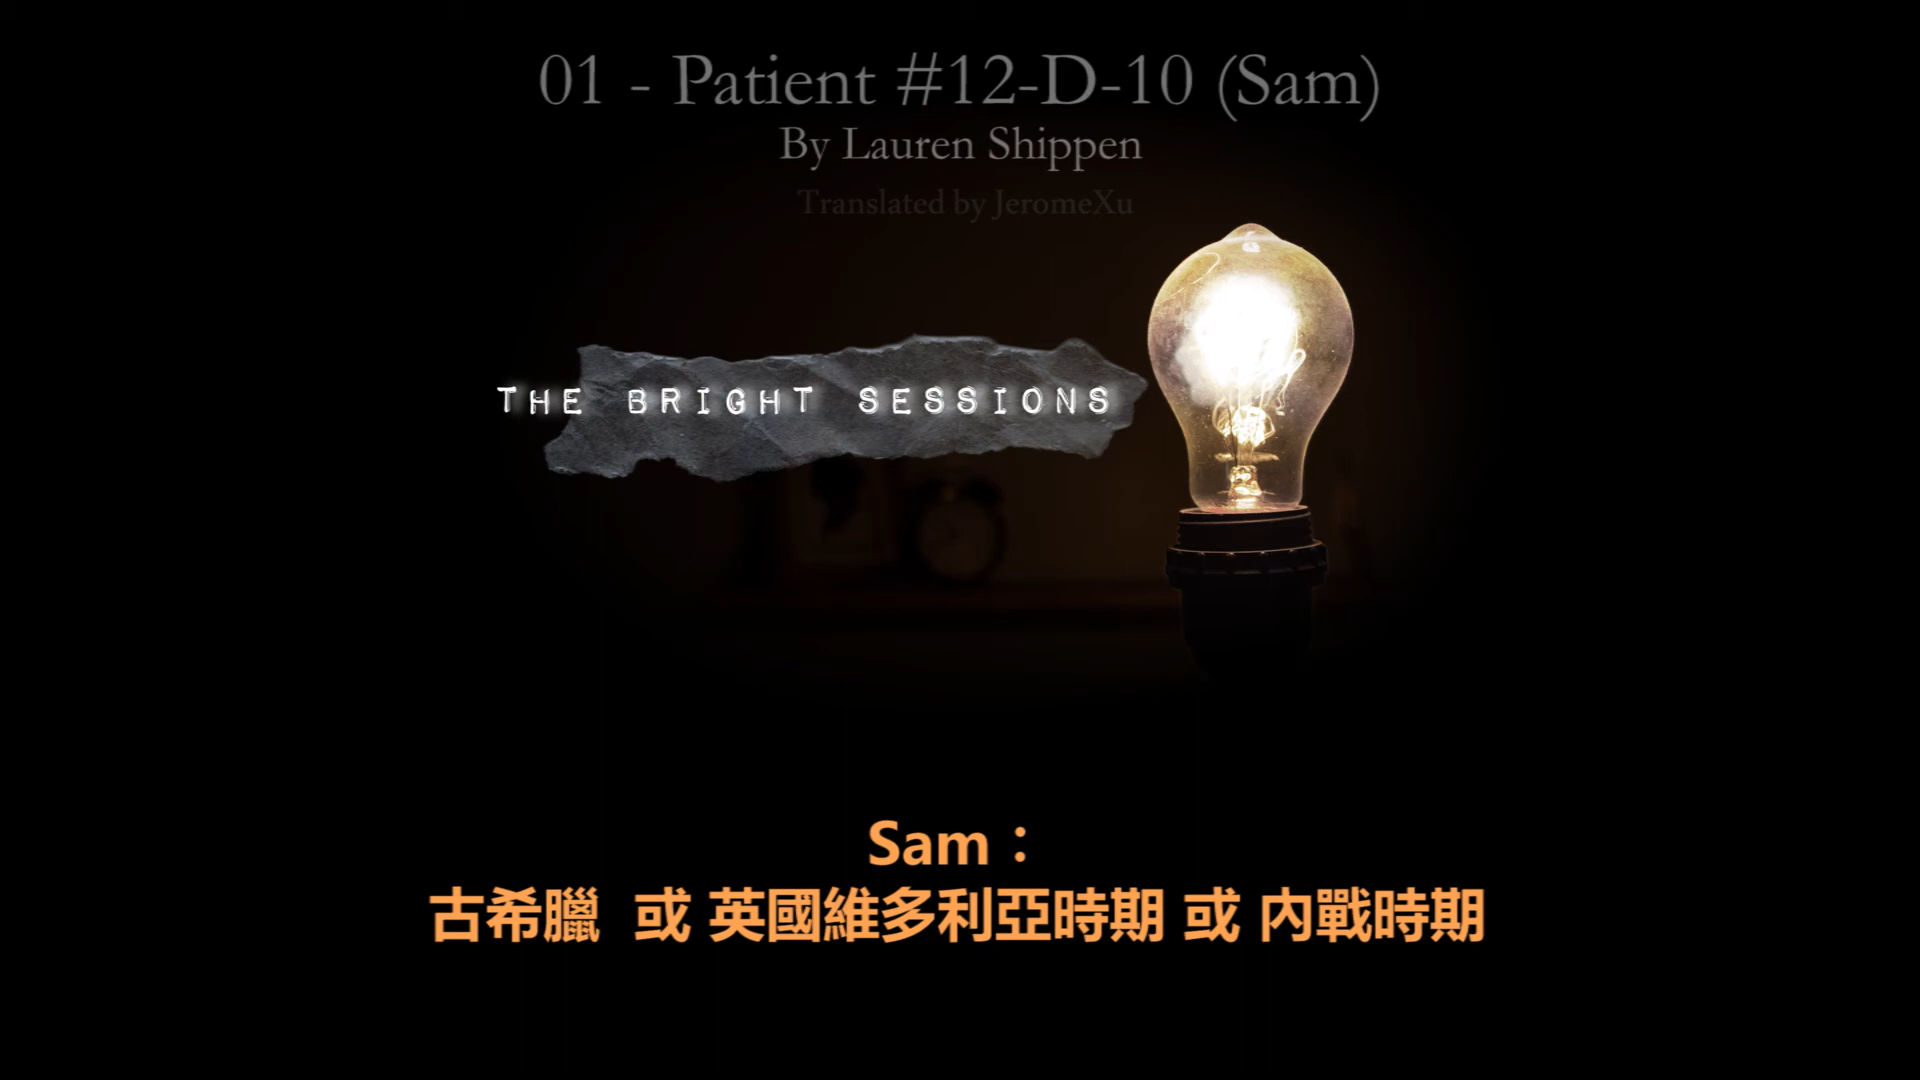 01 - Patient #12-D-10 (Sam)
By Lauren Shippen
Translated by JeromeXu
THE BRIGHT SESSIONS
Sam：
古希臘 或 英國維多利亞時期 或 內戰時期